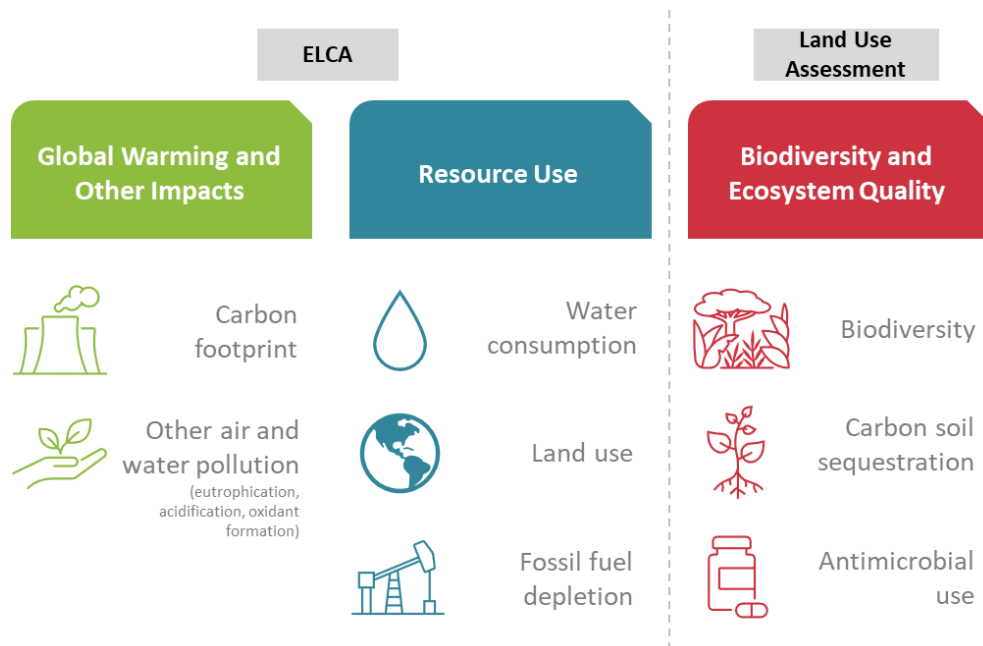 ELCA
Land Use
Assessment
Global Warming and
Other Impacts
Resource Use
Biodiversity and
Ecosystem Quality
Carbon
footprint
Other air and
water pollution
(eutrophication,
acidification, oxidant
formation)
Water
consumption
Land use
Fossil fuel
depletion
Biodiversity
Carbon soil
sequestration
Antimicrobial
use